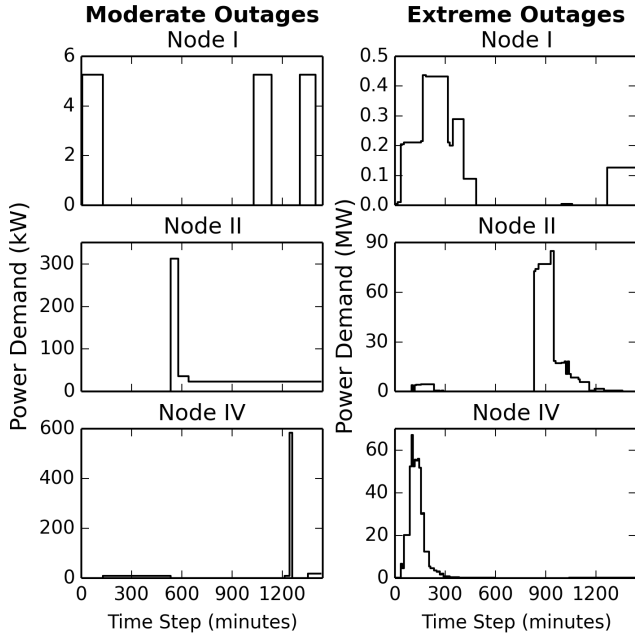 Moderate Outages
Extreme Outages
Node I
Node I
6
4
2
0
0.5
0.4
0.3
0.2
0.1
0.0
Node II
Node II
300
250
200
150
100
50
0
90
60
30
0
Power Demand (kW)
Power Demand (MW)
Node IV
Node IV
600
400
200
0
60
40
20
0
0 300 600 900 1200
0 300 600 900 1200
Time Step (minutes)
Time Step (minutes)